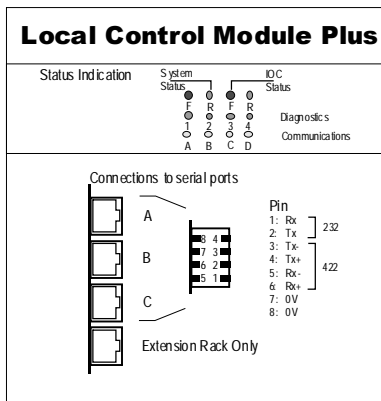 Local Control Module Plus
Status Indication
System Status
IOC Status
F R F R
Diagnostics
1 2 3 4
Communications
A B C D
Connections to serial ports
A
B
C
Extension Rack Only
8 4
7 3
6 2
5 1
Pin
1: Rx
2: Tx
232
3: Tx-
4: Tx+
5: Rx-
6: Rx+
422
7: 0V
8: 0V